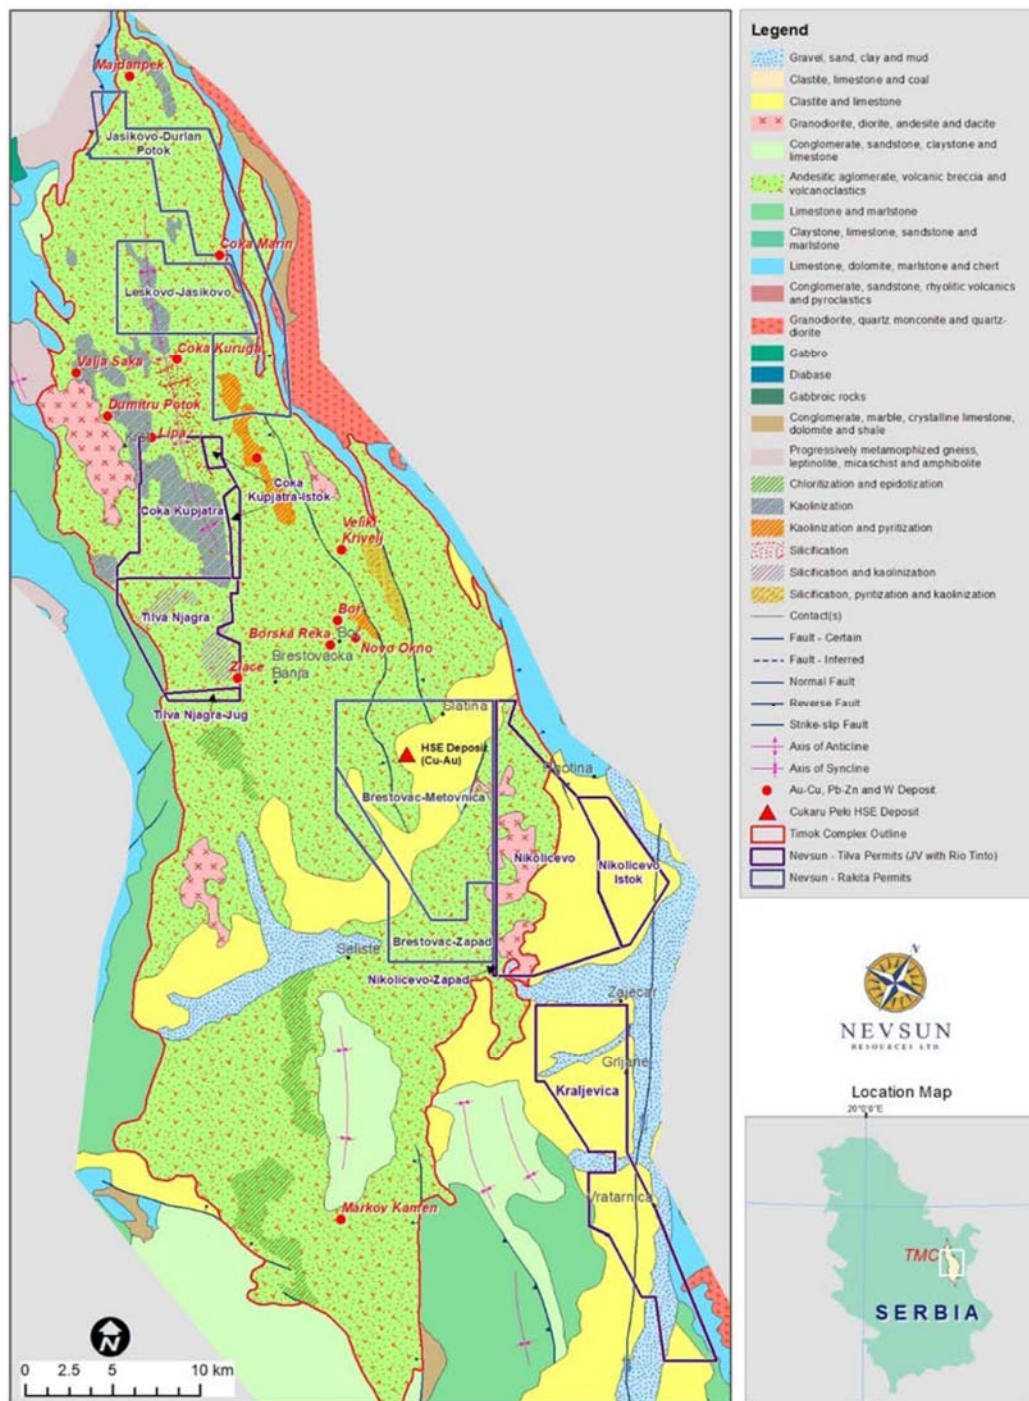 Majdanpek
Jasikovo-Durlan
Potok
Coka Marin
Leskovo-Jasikovo
Coka Kuruga
Valja Saka
Dumitru Potok
Lipa
Coka
Kupjatra-Istok
Coka Kupjatra
Veliki
Krivelj
Tilva Njagra
Bor
Bor
Borska Reka
Novo Okno
Brestovacka
Banja
Zlace
Tilva Njagra-Jug
Slatina
HSE Deposit
(Cu-Au)
Rgotina
Brestovac-Metovnica
Nikolicevo
Nikolicevo
Istok
Brestovac-Zapad
Seliste
Nikolicevo-Zapad
Zajecar
Grljane
Kraljevica
Vratarnica
Markov Kamen
N
0 2.5 5 10 km
Legend
Gravel, sand, clay and mud
Clastite, limestone and coal
Clastite and limestone
Granodiorite, diorite, andesite and dacite
Conglomerate, sandstone, claystone and
limestone
Andesitic aglomerate, volcanic breccia and
volcanoclastics
Limestone and marlstone
Claystone, limestone, sandstone and
marlstone
Limestone, dolomite, marlstone and chert
Conglomerate, sandstone, rhyolitic volcanics
and pyroclastics
Granodiorite, quartz monconite and quartz-
diorite
Gabbro
Diabase
Gabbroic rocks
Conglomerate, marble, crystalline limestone,
dolomite and shale
Progressively metamorphized gneiss,
leptinolite, micaschist and amphibolite
Chloritization and epidotization
Kaolinization
Kaolinization and pyritization
Silicification
Silicification and kaolinization
Silicification, pyritization and kaolinization
Contact(s)
Fault - Certain
Fault - Inferred
Normal Fault
Reverse Fault
Strike-slip Fault
Axis of Anticline
Axis of Syncline
Au-Cu, Pb-Zn and W Deposit
Cukaru Peki HSE Deposit
Timok Complex Outline
Nevsun - Tilva Permits (JV with Rio Tinto)
Nevsun - Rakita Permits
N
NEVSUN
RESOURCES LTD.
Location Map
20°0'0"E
TMC
SERBIA